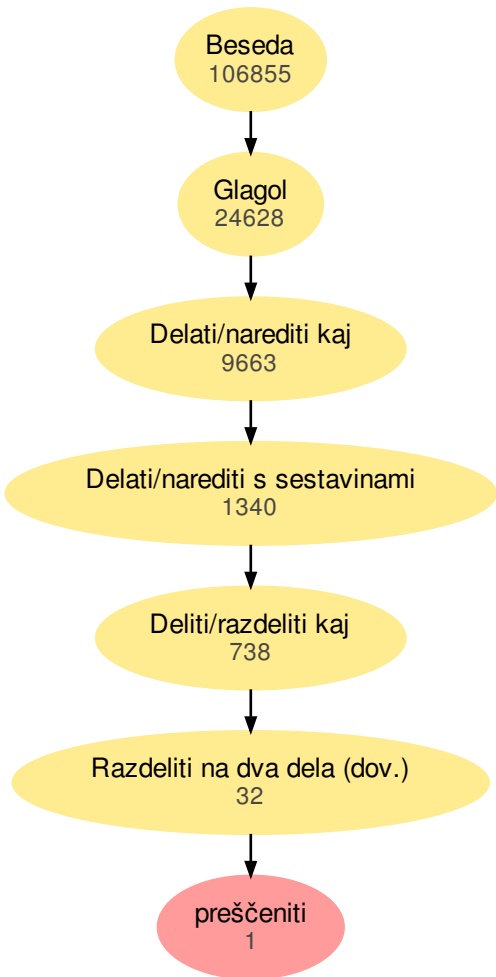 Beseda
106855
Glagol
24628
Delati/narediti kaj
9663
Delati/narediti s sestavinami
1340
Deliti/razdeliti kaj
738
Razdeliti na dva dela (dov.)
32
preščeniti
1